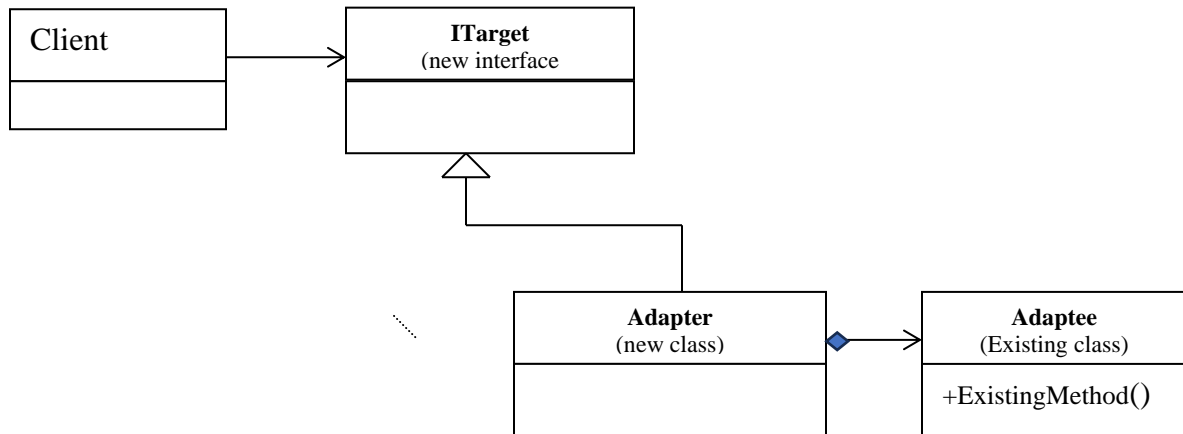 Client
ITarget
(new interface
Adapter
(new class)
Adaptee
(Existing class)
+ExistingMethod()